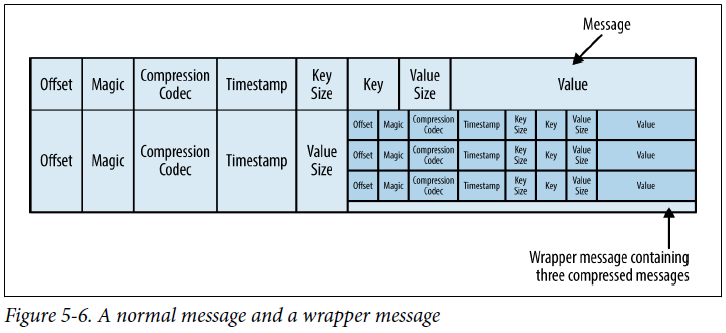 Message
Offset Magic Compression Codec Timestamp Key Size Key Value Size Value
Offset Magic Compression Codec Timestamp Value Size
Offset Magic Compression Codec Timestamp Key Size Key Value Size Value
Offset Magic Compression Codec Timestamp Key Size Key Value Size Value
Offset Magic Compression Codec Timestamp Key Size Key Value Size Value
Wrapper message containing
three compressed messages
Figure 5-6. A normal message and a wrapper message